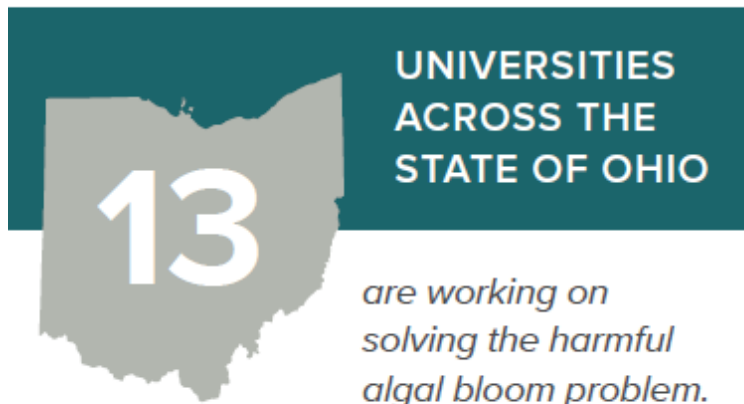 13
UNIVERSITIES
ACROSS THE
STATE OF OHIO
are working on
solving the harmful
algal bloom problem.